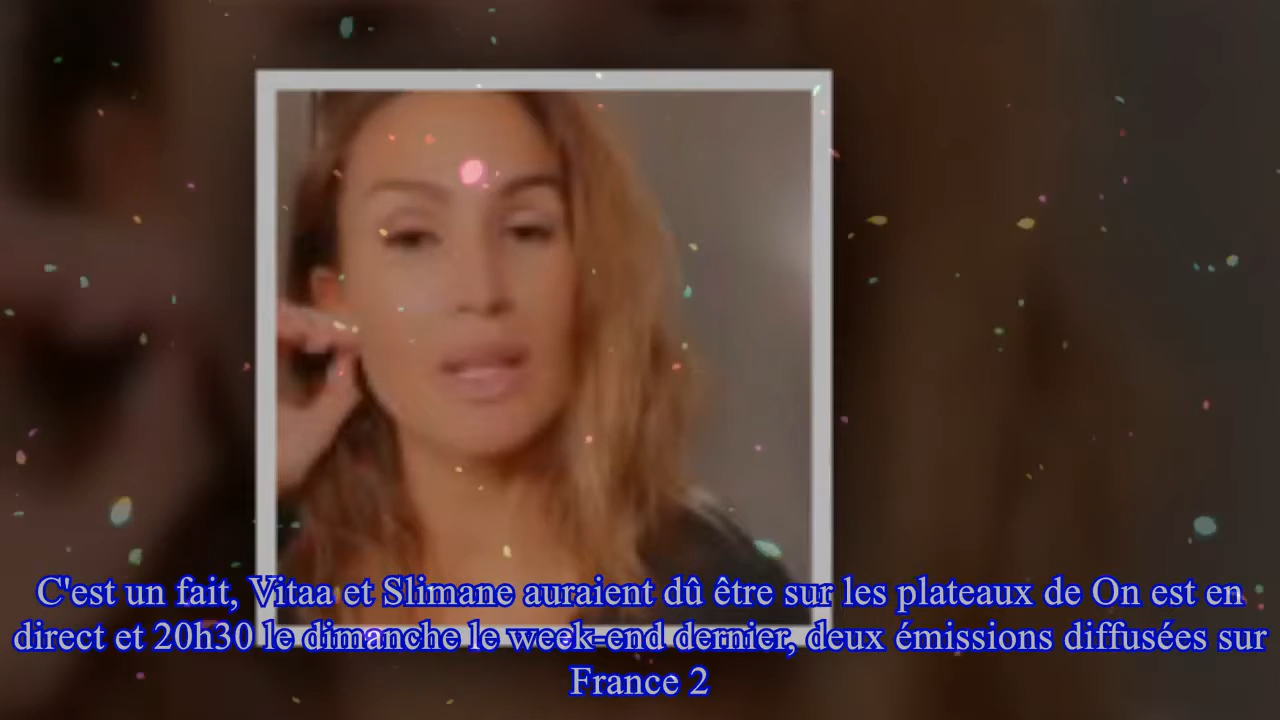 C'est un fait, Vitaa et Slimane auraient dû être sur les plateaux de On est en
direct et 20h30 le dimanche le week-end dernier, deux émissions diffusées sur
France 2